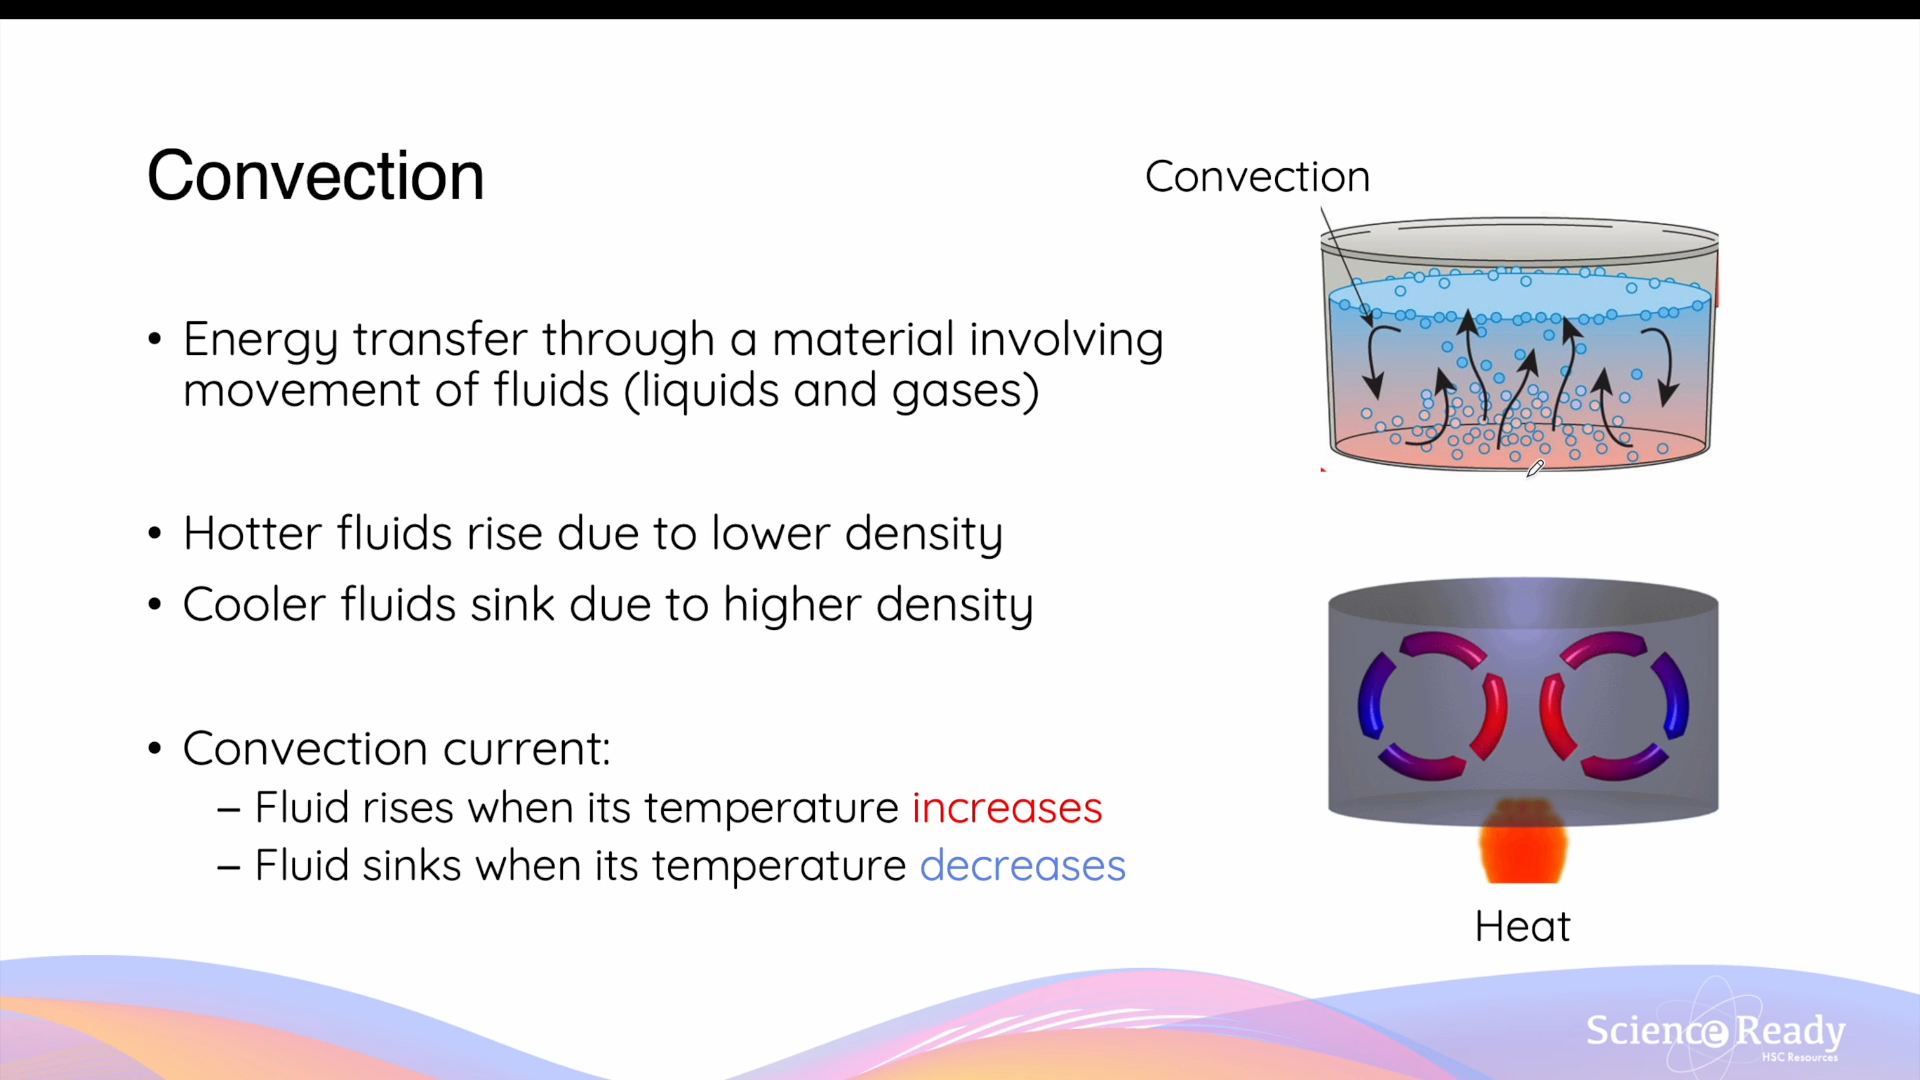 Convection
Convection
• Energy transfer through a material involving
movement of fluids (liquids and gases)
• Hotter fluids rise due to lower density
• Cooler fluids sink due to higher density
• Convection current:
– Fluid rises when its temperature increases
– Fluid sinks when its temperature decreases
Heat
Science Ready
HSC Resources